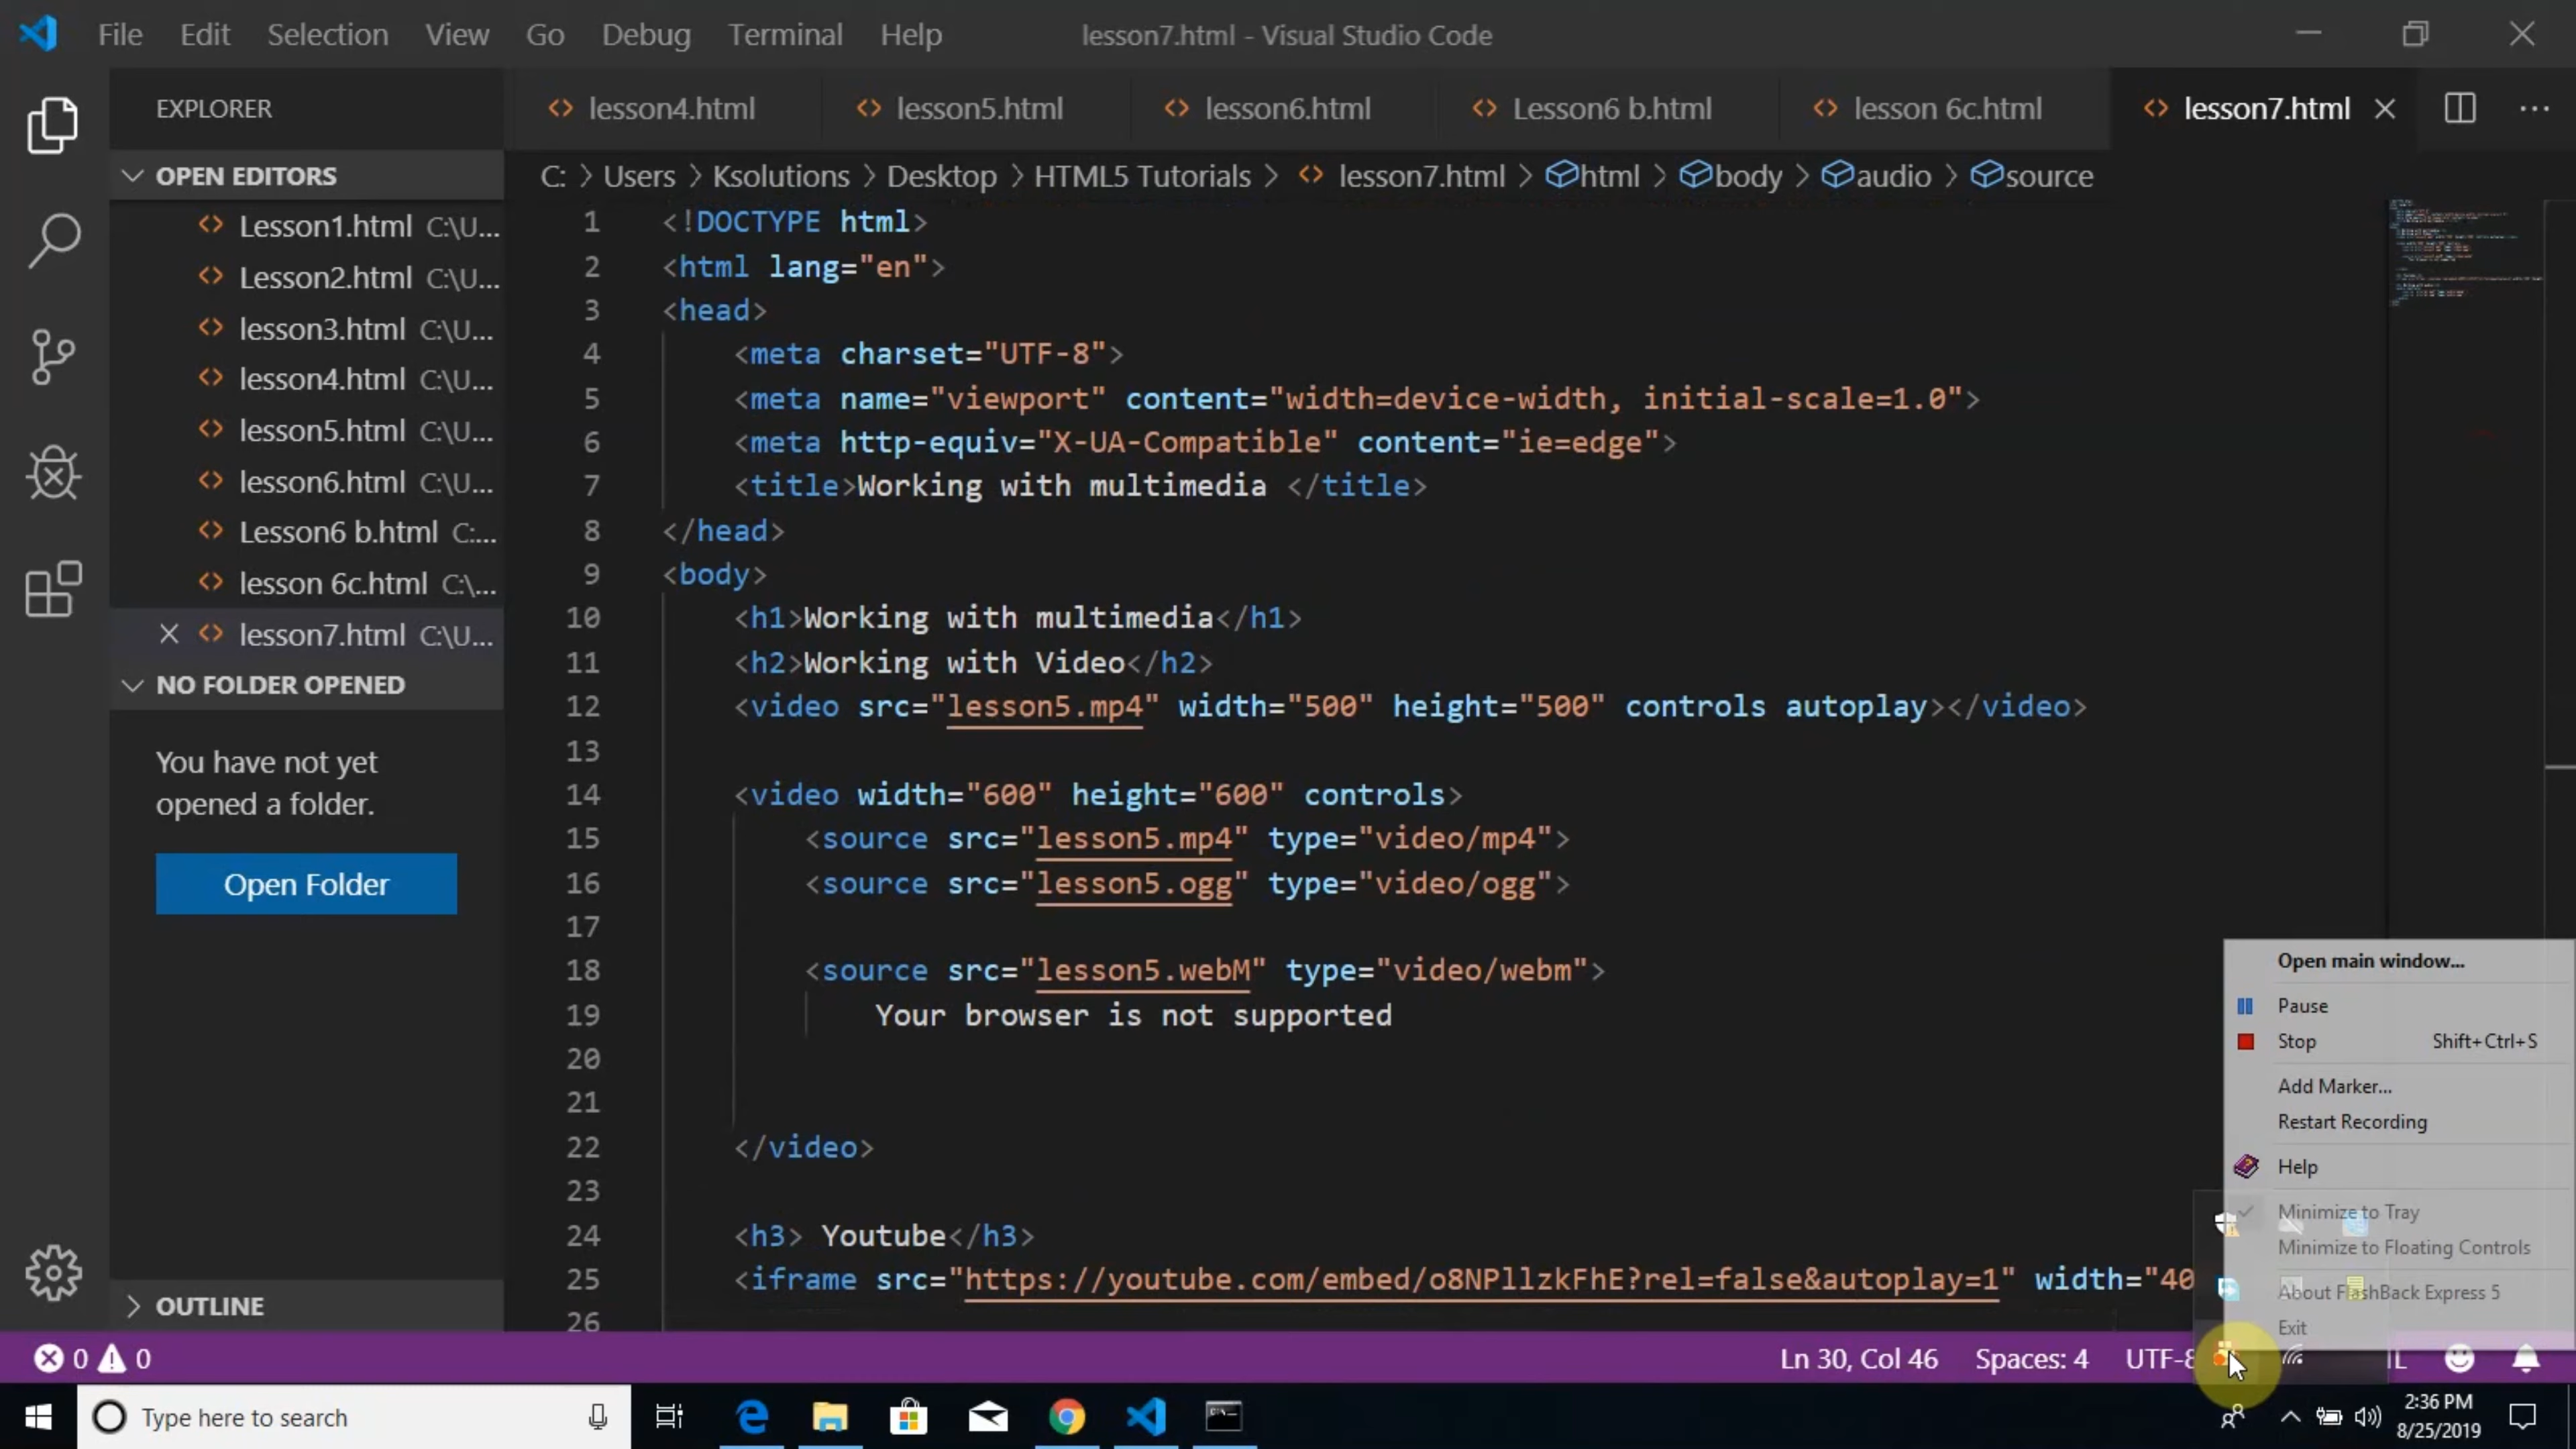 File Edit Selection View Go Debug Terminal Help lesson7.html - Visual Studio Code
EXPLORER
OPEN EDITORS
Lesson1.html C:\U...
Lesson2.html C:\U...
lesson3.html C:\U...
lesson4.html C:\U...
lesson5.html C:\U...
lesson6.html C:\U...
Lesson6 b.html C:...
lesson 6c.html C:\...
lesson7.html C:\U...
NO FOLDER OPENED
You have not yet
opened a folder.
Open Folder
OUTLINE
lesson4.html lesson5.html lesson6.html Lesson6 b.html lesson 6c.html lesson7.html
C: > Users > Ksolutions > Desktop > HTML5 Tutorials > lesson7.html > html > body > audio > source
1 <!DOCTYPE html>
2 <html lang="en">
3 <head>
4 <meta charset="UTF-8">
5 <meta name="viewport" content="width=device-width, initial-scale=1.0">
6 <meta http-equiv="X-UA-Compatible" content="ie=edge">
7 <title>Working with multimedia </title>
8 </head>
9 <body>
10 <h1>Working with multimedia</h1>
11 <h2>Working with Video</h2>
12 <video src="lesson5.mp4" width="500" height="500" controls autoplay></video>
13
14 <video width="600" height="600" controls>
15 <source src="lesson5.mp4" type="video/mp4">
16 <source src="lesson5.ogg" type="video/ogg">
17
18 <source src="lesson5.webM" type="video/webm">
19 Your browser is not supported
20
21
22 </video>
23
24 <h3> Youtube</h3>
25 <iframe src="https://youtube.com/embed/o8NPllzkFhE?rel=false&autoplay=1" width="40
26
Open main window...
Pause
Stop Shift+Ctrl+S
Add Marker...
Restart Recording
Help
Minimize to Tray
Minimize to Floating Controls
About FlashBack Express 5
Exit
0 0 Ln 30, Col 46 Spaces: 4 UTF-8
Type here to search
2:36 PM
8/25/2019